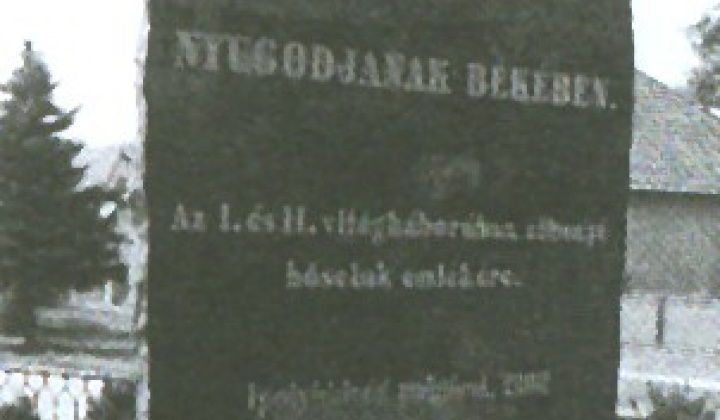 NYUGODJANAK BÉKÉBEN.
Az I. és II. világháborúban elhunyt
hőseink emlékére.